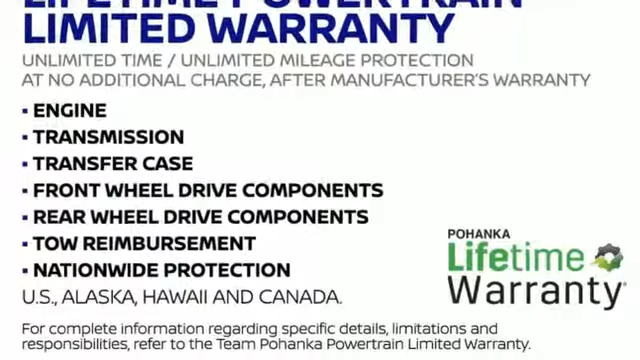 LIFETIME POWERTRAIN
LIMITED WARRANTY
UNLIMITED TIME / UNLIMITED MILEAGE PROTECTION
AT NO ADDITIONAL CHARGE, AFTER MANUFACTURER'S WARRANTY
▪ ENGINE
▪ TRANSMISSION
▪ TRANSFER CASE
▪ FRONT WHEEL DRIVE COMPONENTS
▪ REAR WHEEL DRIVE COMPONENTS
▪ TOW REIMBURSEMENT
▪ NATIONWIDE PROTECTION
U.S., ALASKA, HAWAII AND CANADA.
POHANKA
Lifetime
Warranty
For complete information regarding specific details, limitations and
responsibilities, refer to the Team Pohanka Powertrain Limited Warranty.